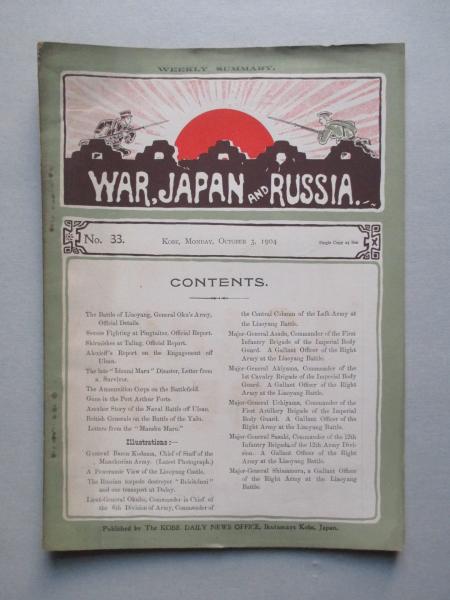 WEEKLY SUMMARY.
WAR, JAPAN AND RUSSIA.
No. 33.
KOBE, MONDAY, OCTOBER 3, 1904
Single Copy 25 Sen
CONTENTS.
The Battle of Liaoyang, General Oku's Army,
Official Details.
Severe Fighting at Pingtaitze, Official Report.
Skirmishes at Taling, Official Report.
Alexieff's Report on the Engagement off
Ulsan.
The late "Idzumi Maru" Disaster, Letter from
a Survivor.
The Ammunition Corps on the Battlefield.
Guns in the Port Arthur Forts.
Another Story of the Naval Battle off Ulsan.
British Generals on the Battle of the Yalu.
Letters from the "Manshu Maru."
Illustrations:—
General Baron Kodama, Chief of Staff of the
Manchurian Army. (Latest Photograph.)
A Panoramic View of the Liaoyang Castle.
The Russian torpedo destroyer "Reishitelni"
and our transport at Dalny.
Lieut-General Okubo, Commander in Chief of
the 6th Division of Army, Commander of
the Central Column of the Left Army at
the Liaoyang Battle.
Major-General Asada, Commander of the First
Infantry Brigade of the Imperial Body
Guard. A Gallant Officer of the Right
Army at the Liaoyang Battle.
Major-General Akiyama, Commander of the
1st Cavalry Brigade of the Imperial Body
Guard. A Gallant Officer of the Right
Army at the Liaoyang Battle.
Major-General Uchiyama, Commander of the
First Artillery Brigade of the Imperial
Body Guard. A Gallant Officer of the
Right Army at the Liaoyang Battle.
Major-General Sasaki, Commander of the 12th
Infantry Brigade of the 12th Army Divi-
sion. A Gallant Officer of the Right
Army at the Liaoyang Battle.
Major-General Shimamura, a Gallant Officer
of the Right Army at the Liaoyang
Battle.
Published by The KOBE DAILY NEWS OFFICE, Ikutamaye Kobe, Japan.